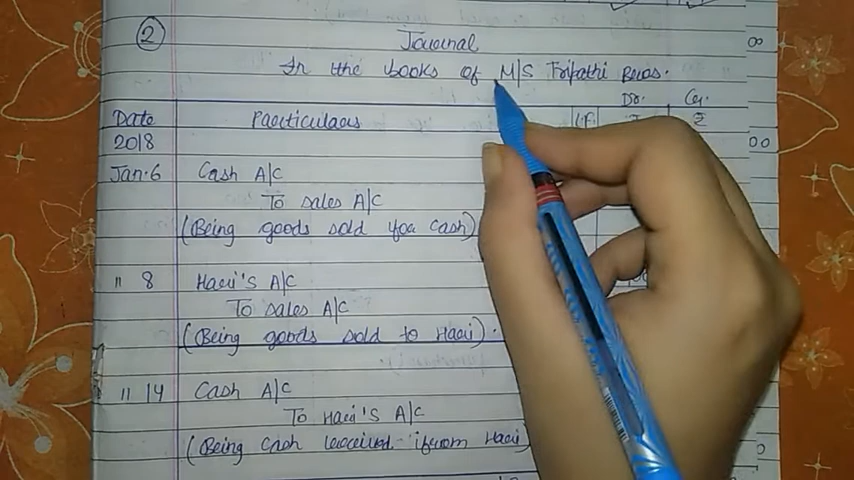 2
Journal
In the books of M/S Tripathi Bros.
Dr. Cr.
Date Particulars L.F. ₹ ₹
2018
Jan.6 Cash A/C
To sales A/C
(Being goods sold for cash)
" 8 Hari's A/C
To sales A/C
(Being goods sold to Hari).
" 14 Cash A/C
To Hari's A/C
(Being Cash received from Hari)